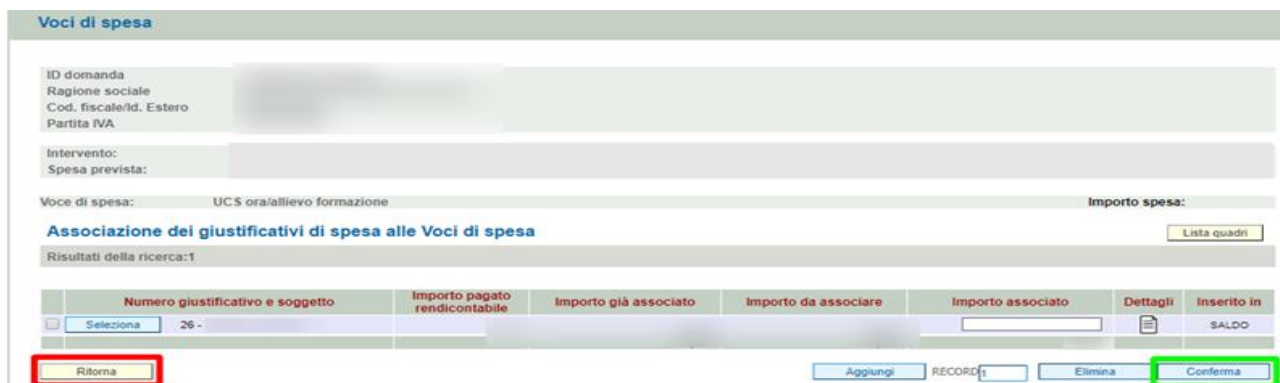 Voci di spesa
ID domanda
Ragione sociale
Cod. fiscale/Id. Estero
Partita IVA
Intervento:
Spesa prevista:
Voce di spesa: UCS ora/allievo formazione Importo spesa:
Associazione dei giustificativi di spesa alle Voci di spesa Lista quadri
Risultati della ricerca:1
Numero giustificativo e soggetto Importo pagato rendicontabile Importo già associato Importo da associare Importo associato Dettagli Inserito in
Seleziona 26 - SALDO
Ritorna Aggiungi RECORD 1 Elimina Conferma